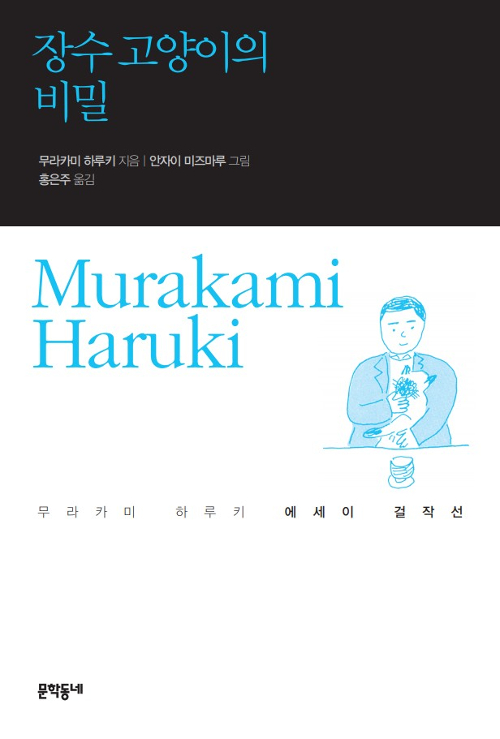 장수 고양이의
비밀
무라카미 하루키 지음 | 안자이 미즈마루 그림
홍은주 옮김
Murakami
Haruki
무라카미 하루키 에세이 걸작선
문학동네